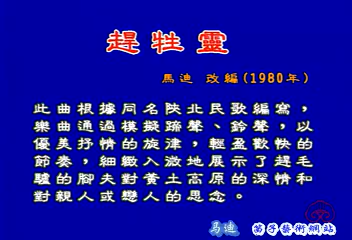 趕牲靈
馬迪 改編(1980年)
此曲根據同名陝北民歌編寫，
樂曲通過模擬蹄聲、鈴聲，以
優美抒情的旋律，輕盈歡快的
節奏，細緻入微地展示了趕毛
驢的腳夫對黃土高原的深情和
對親人或戀人的思念。
馬迪 笛子藝術網站